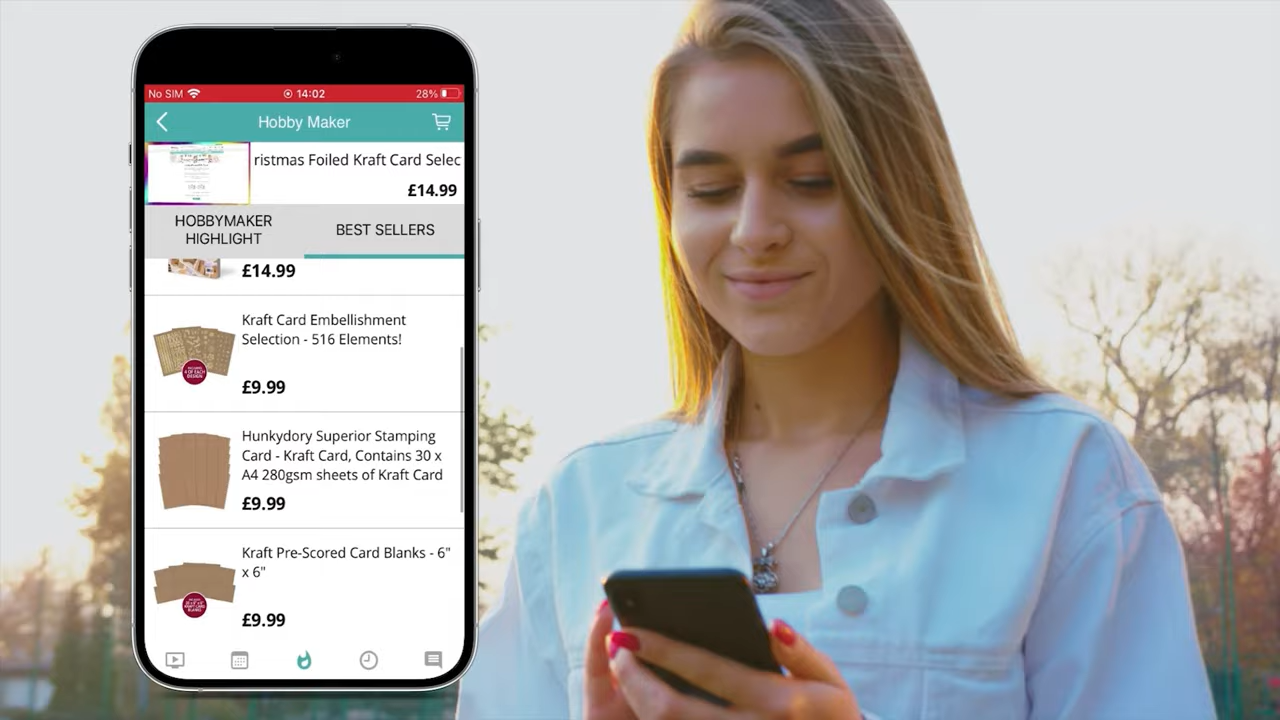 No SIM 14:02 28%
Hobby Maker
ristmas Foiled Kraft Card Selec
£14.99
HOBBYMAKER
HIGHLIGHT
BEST SELLERS
£14.99
Kraft Card Embellishment
Selection - 516 Elements!
£9.99
Hunkydory Superior Stamping
Card - Kraft Card, Contains 30 x
A4 280gsm sheets of Kraft Card
£9.99
Kraft Pre-Scored Card Blanks - 6"
x 6"
£9.99